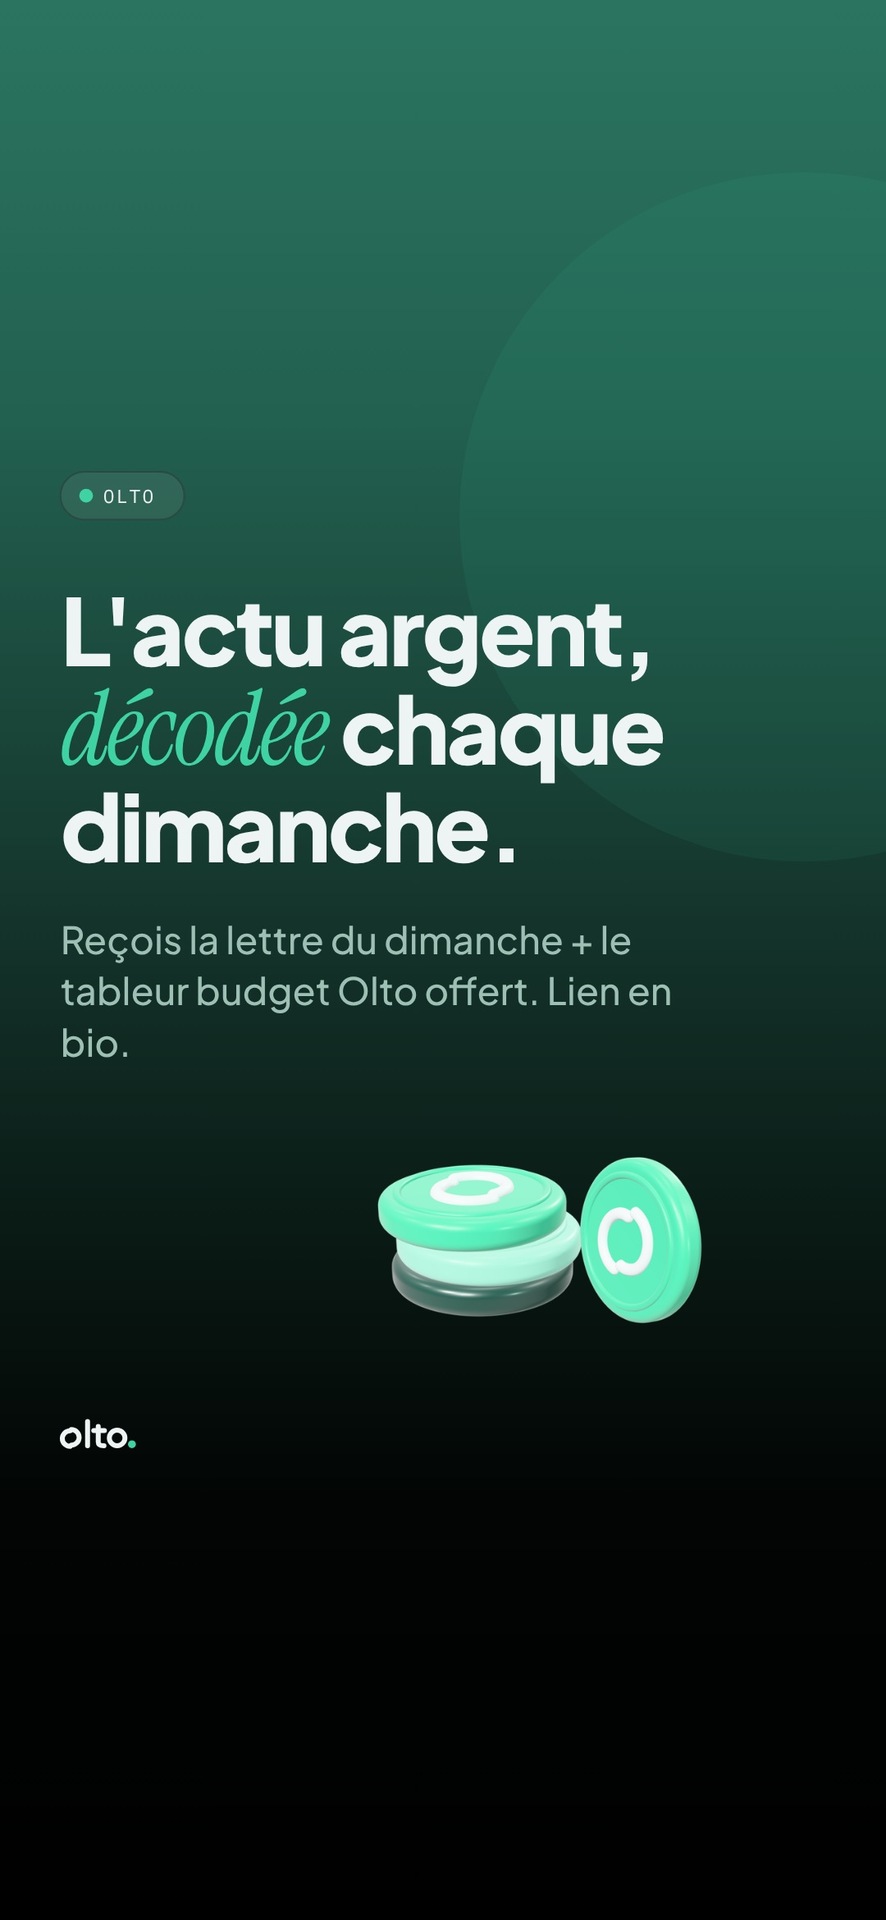 OLTO
L'actu argent,
décodée chaque
dimanche.
Reçois la lettre du dimanche + le
tableur budget Olto offert. Lien en
bio.
olto.